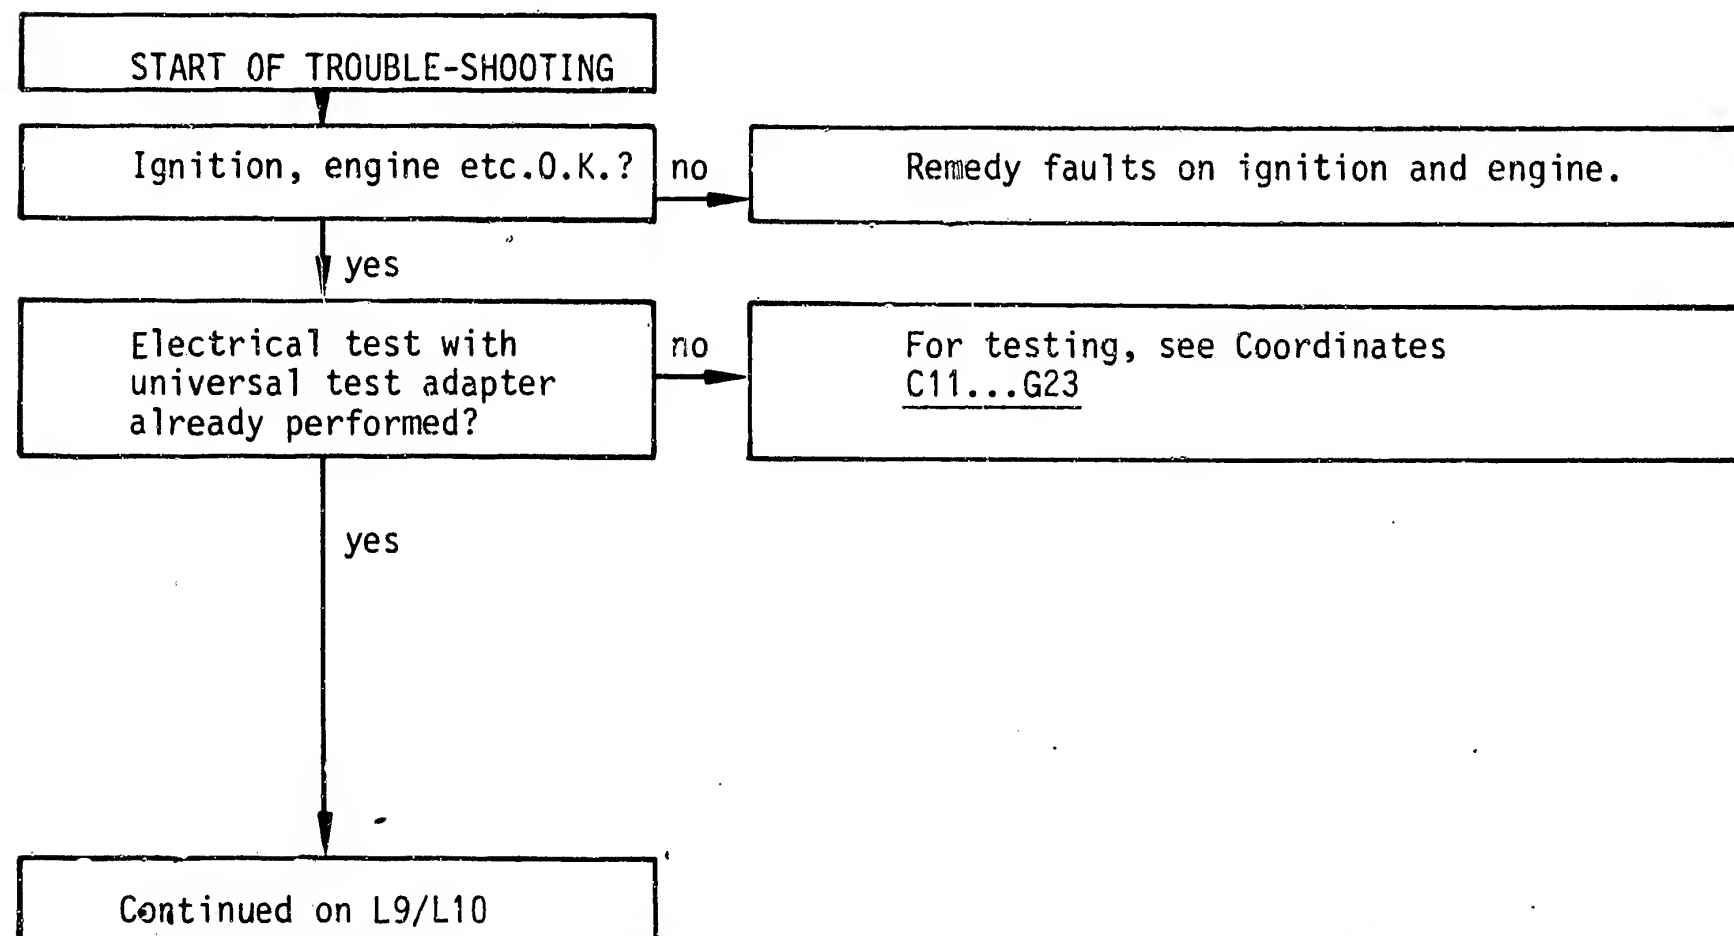 START OF TROUBLE-SHOOTING
Ignition, engine etc.O.K.?
no
Remedy faults on ignition and engine.
yes
Electrical test with
universal test adapter
already performed?
no
For testing, see Coordinates
C11...G23
yes
Continued on L9/L10